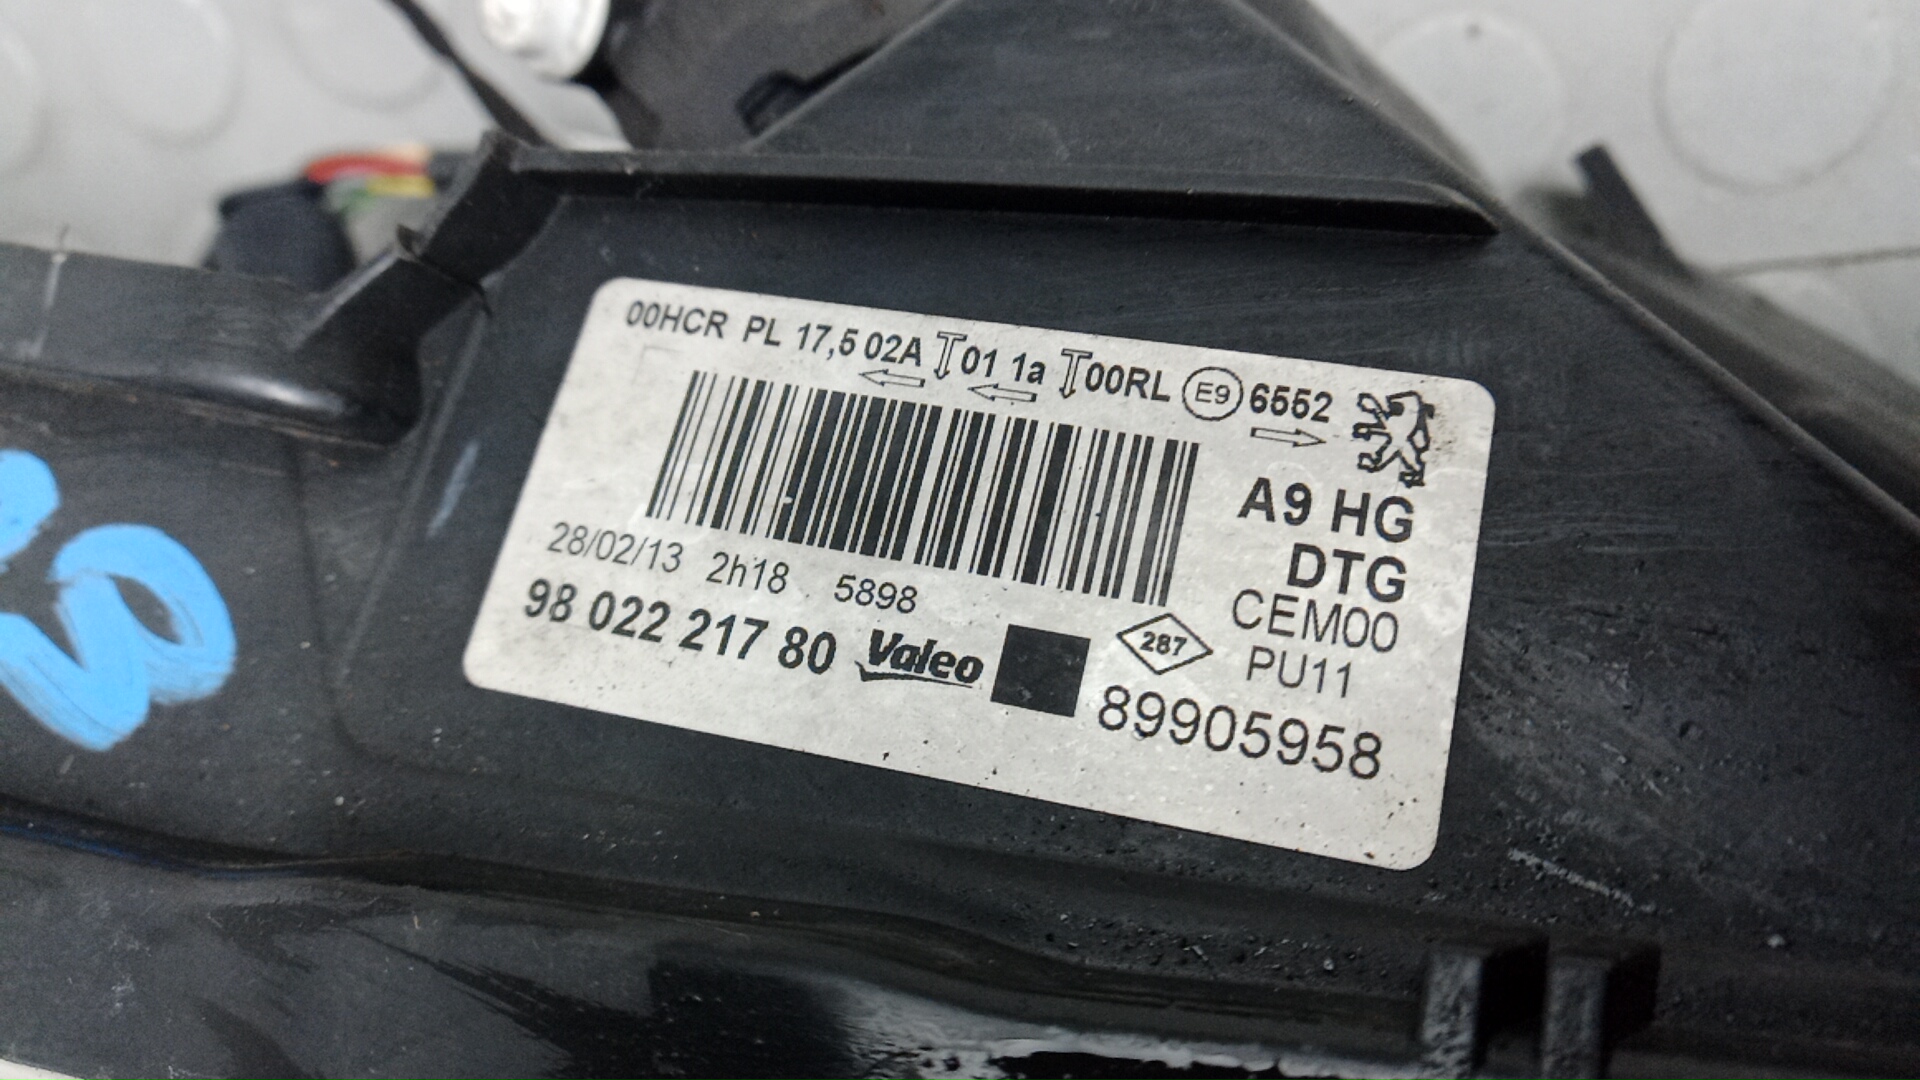 00HCR PL 17,5 02A 01 1a 00RL E9 6552
A9 HG
DTG
CEM00
PU11
28/02/13 2h18 5898
98 022 217 80 Valeo 287
89905958